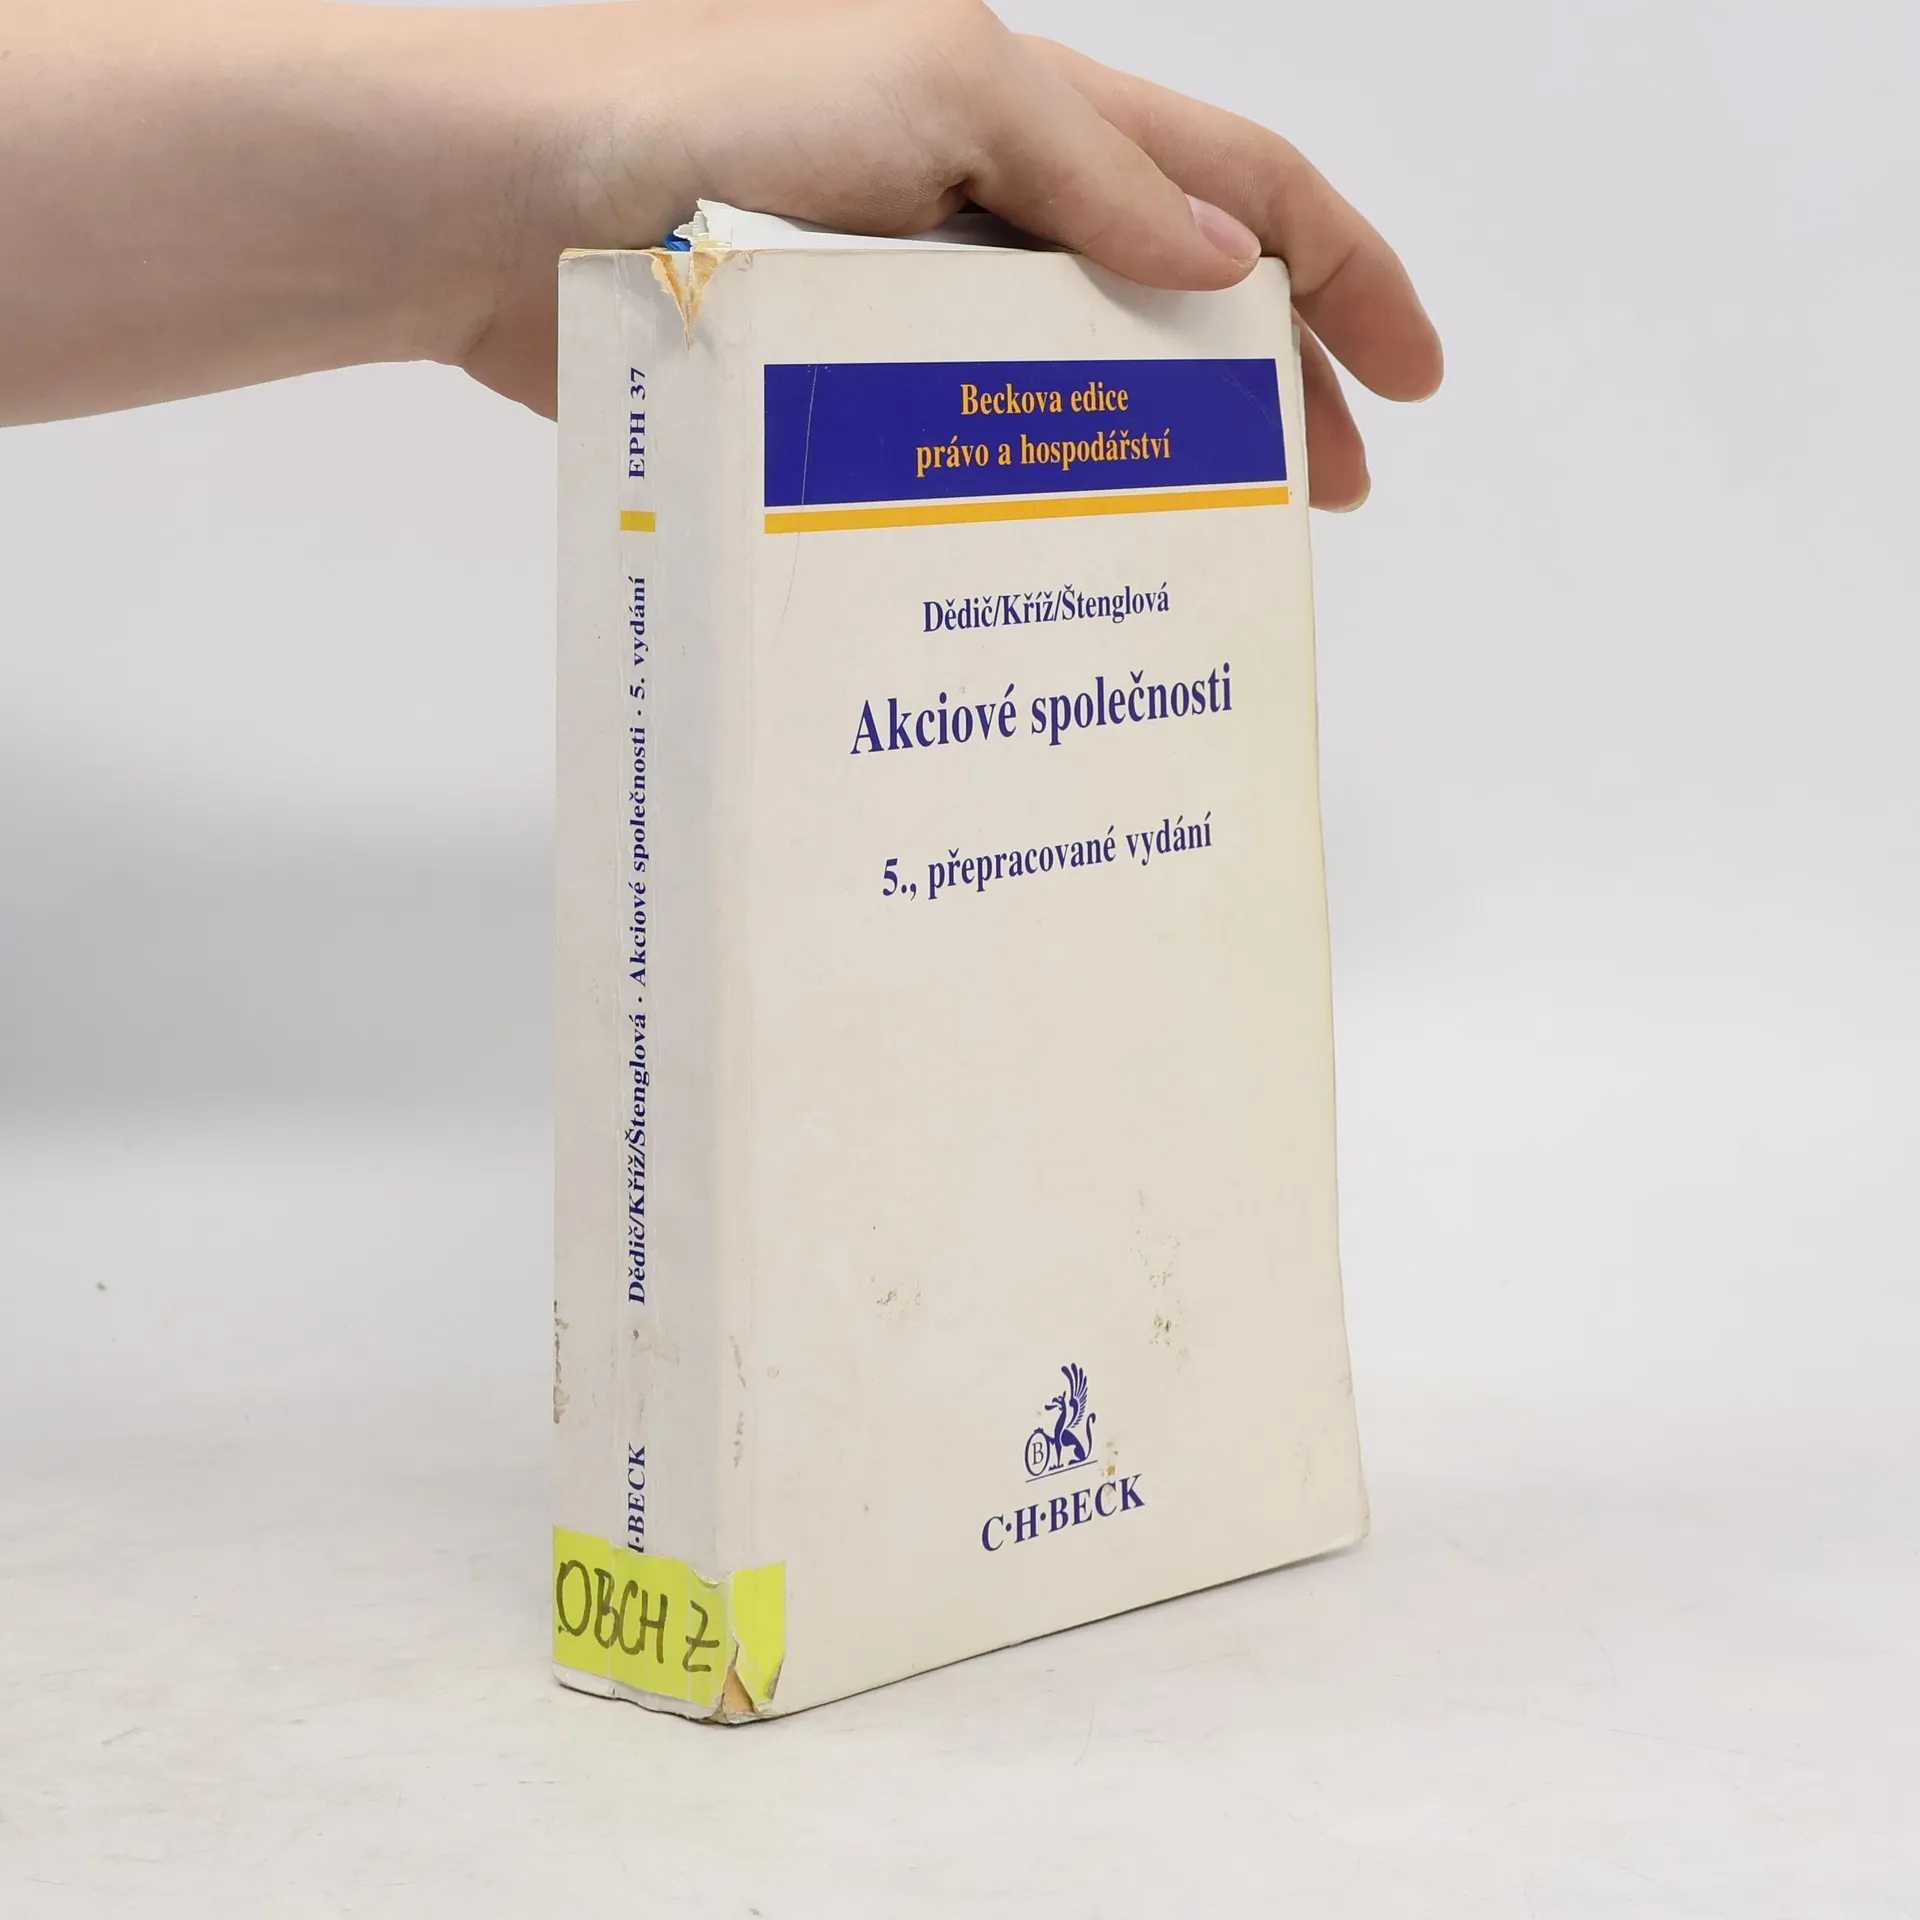 Beckova edice
právo a hospodářství
Dědič/Kříž/Štenglová
Akciové společnosti
5., přepracované vydání
B
C·H·BECK
Dědič/Kříž/Štenglová · Akciové společnosti · 5. vydání
EPH 37
H·BECK
OBCH Z